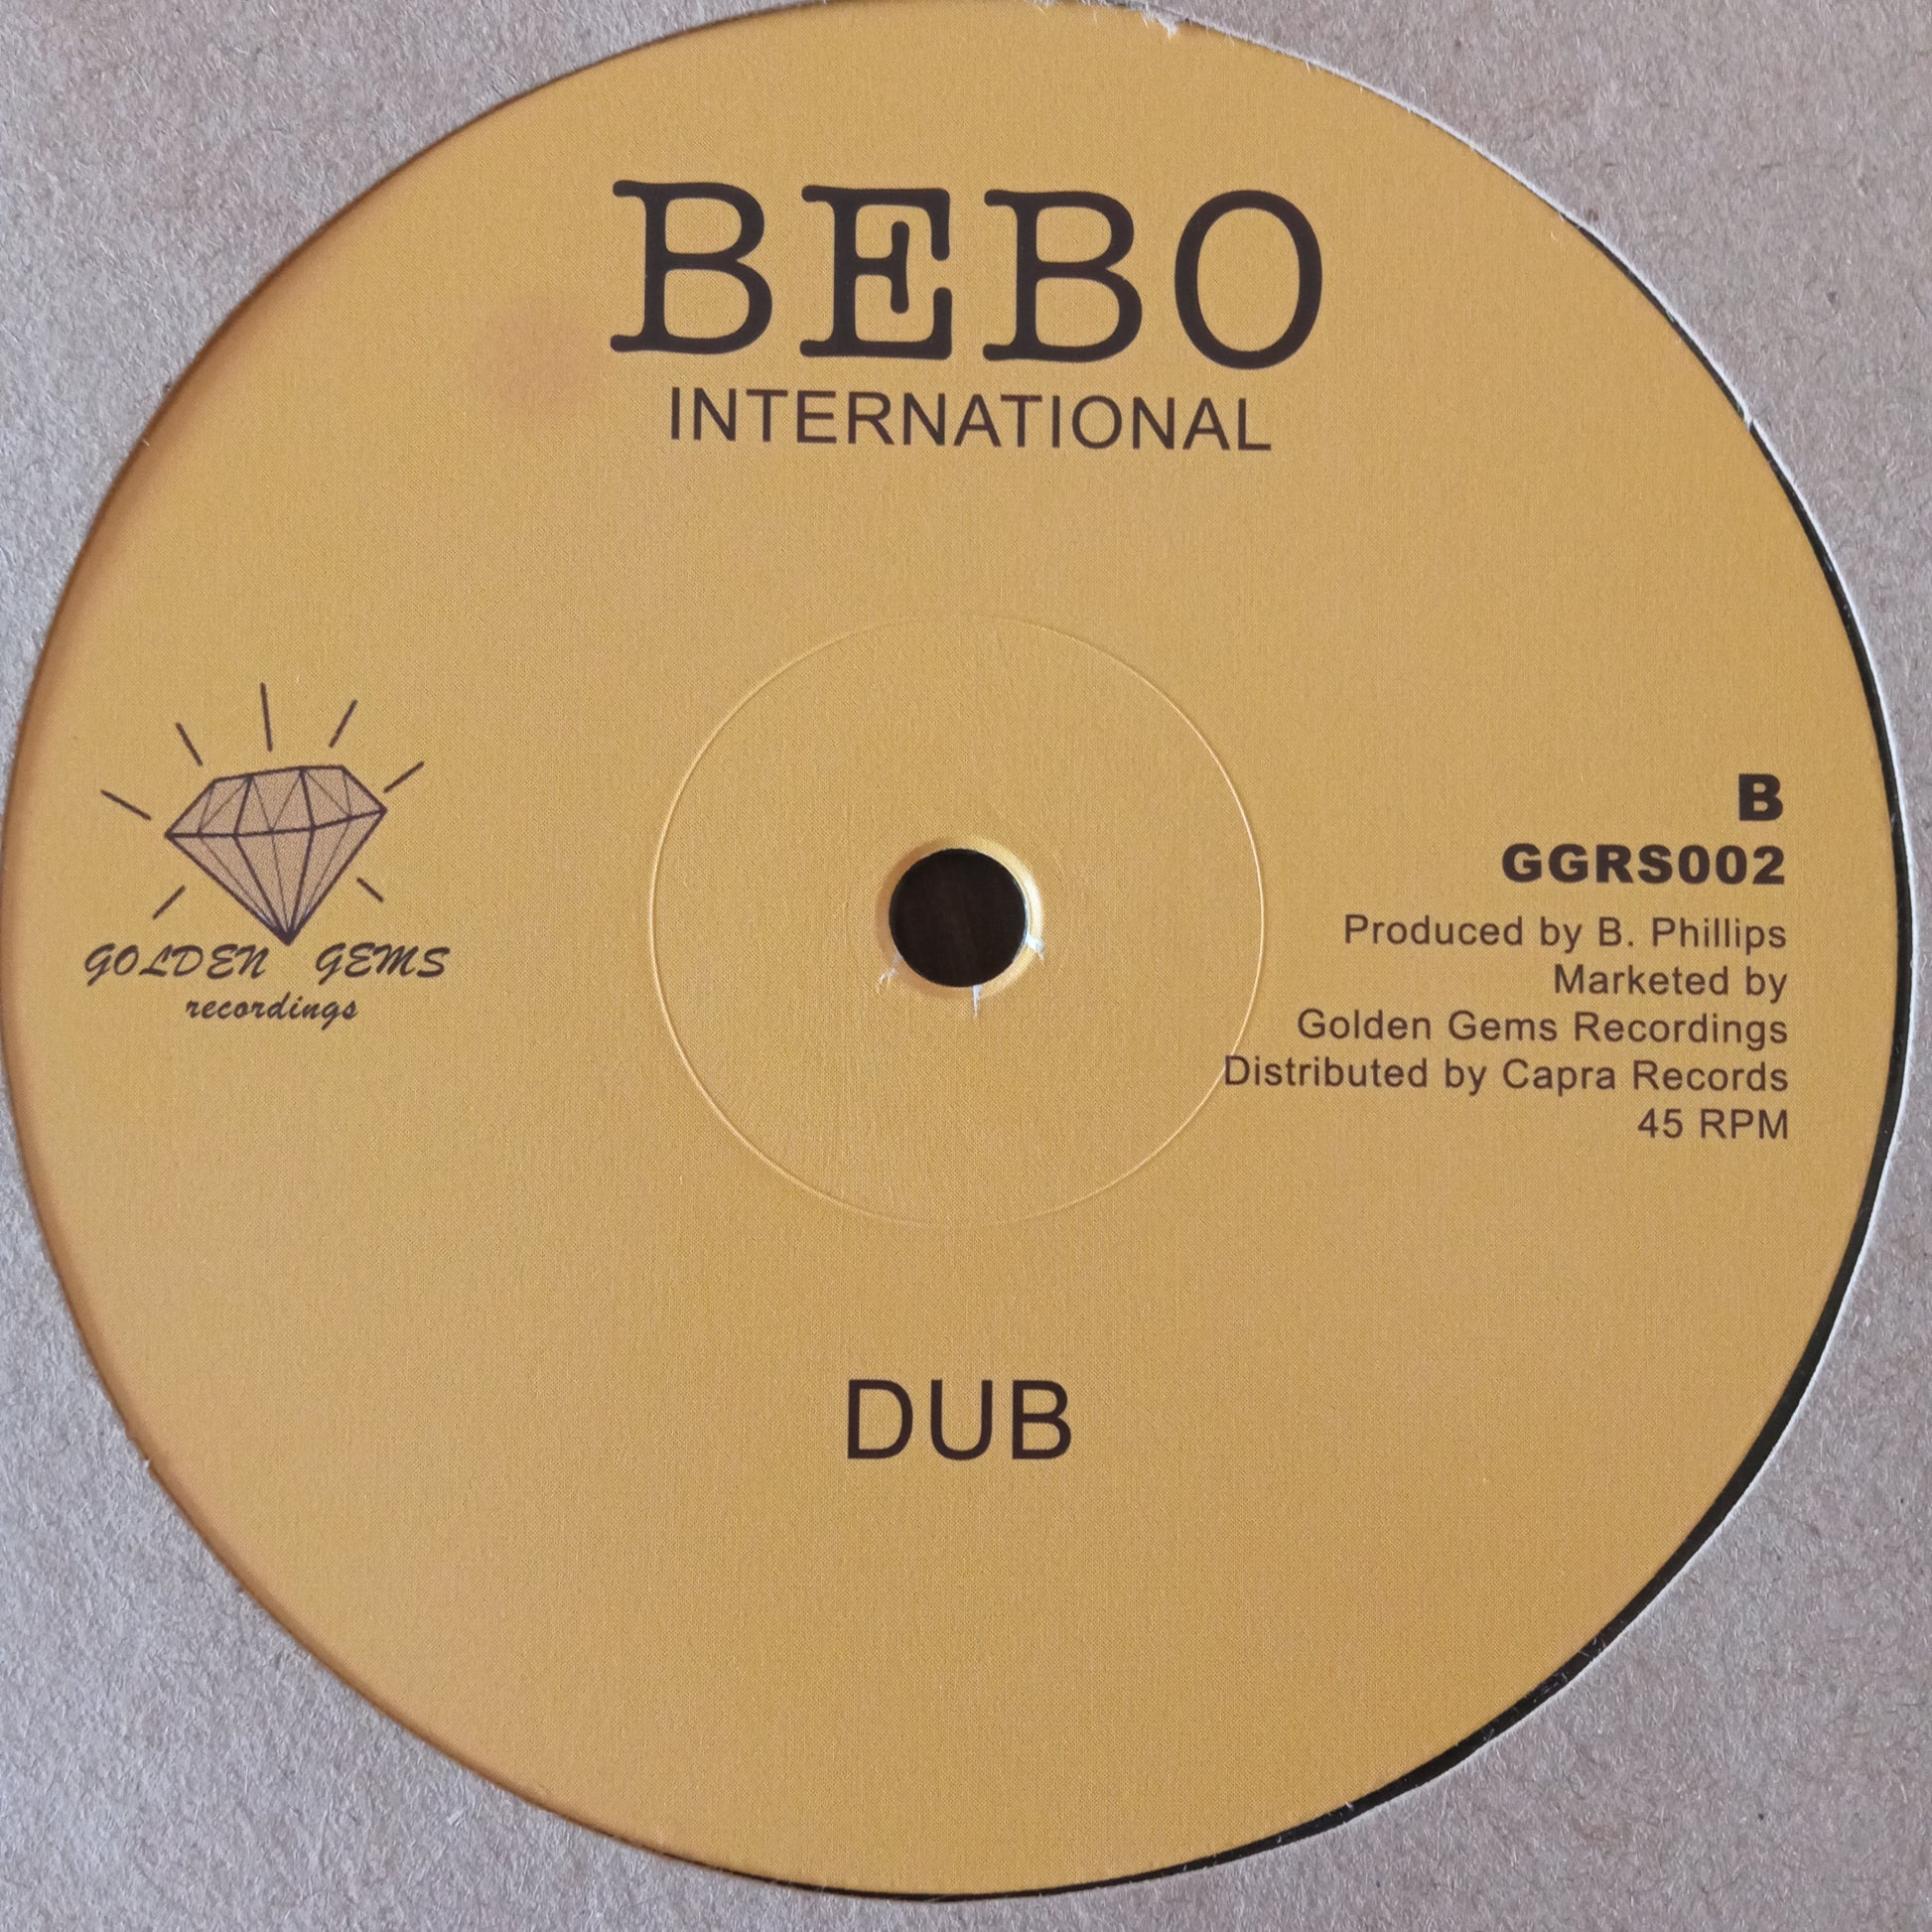 BEBO
INTERNATIONAL
GOLDEN GEMS
recordings
B
GGRS002
Produced by B. Phillips
Marketed by
Golden Gems Recordings
Distributed by Capra Records
45 RPM
DUB